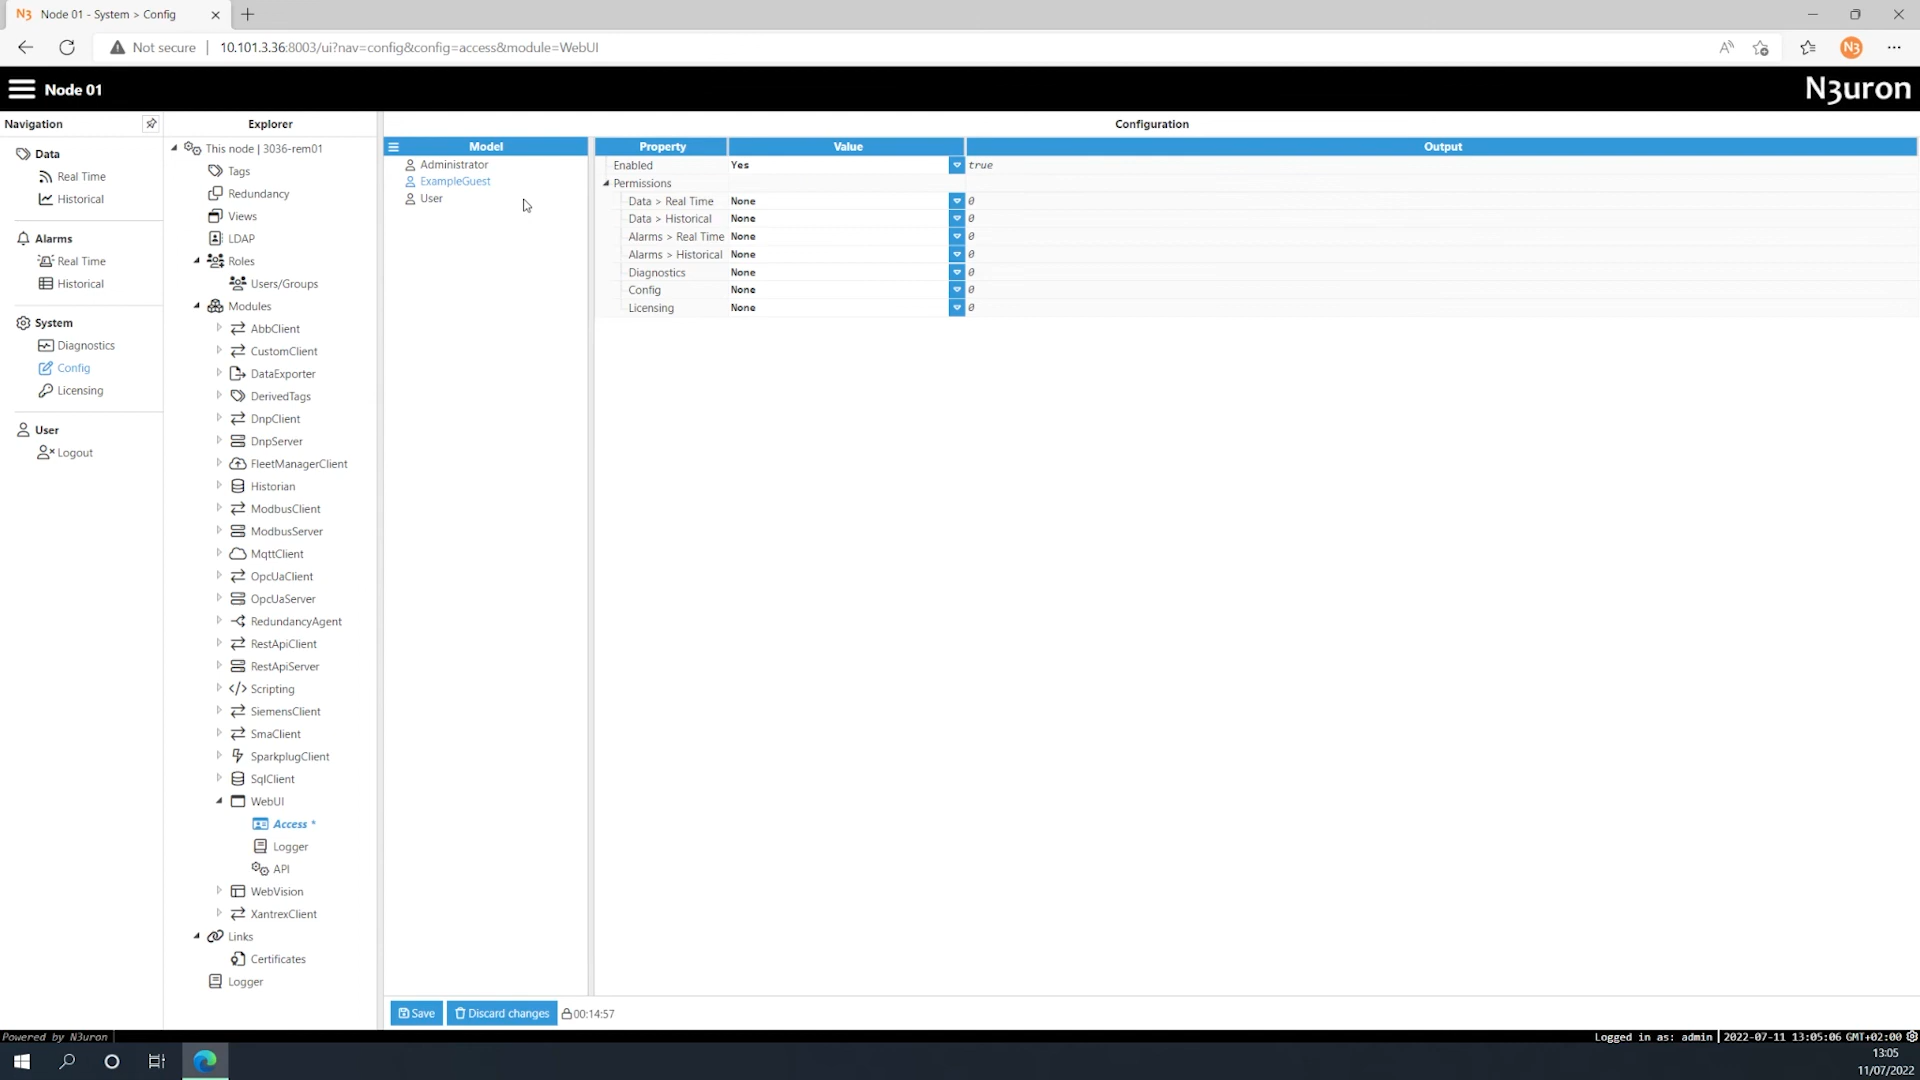 N3 Node 01 - System > Config
Not secure
10.101.3.36:8003/ui?nav=config&config=access&module=WebUI
N3
Node 01
N3uron
Navigation
Data
Real Time
Historical
Alarms
Real Time
Historical
System
Diagnostics
Config
Licensing
User
Logout
Explorer
This node | 3036-rem01
Tags
Redundancy
Views
LDAP
Roles
Users/Groups
Modules
AbbClient
CustomClient
DataExporter
DerivedTags
DnpClient
DnpServer
FleetManagerClient
Historian
ModbusClient
ModbusServer
MqttClient
OpcUaClient
OpcUaServer
RedundancyAgent
RestApiClient
RestApiServer
Scripting
SiemensClient
SmaClient
SparkplugClient
SqlClient
WebUI
Access *
Logger
API
WebVision
XantrexClient
Links
Certificates
Logger
Configuration
Model
Administrator
ExampleGuest
User
Property Value Output
Enabled Yes true
Permissions
Data > Real Time None 0
Data > Historical None 0
Alarms > Real Time None 0
Alarms > Historical None 0
Diagnostics None 0
Config None 0
Licensing None 0
Save Discard changes 00:14:57
Powered by N3uron
Logged in as: admin 2022-07-11 13:05:06 GMT+02:00
13:05
11/07/2022